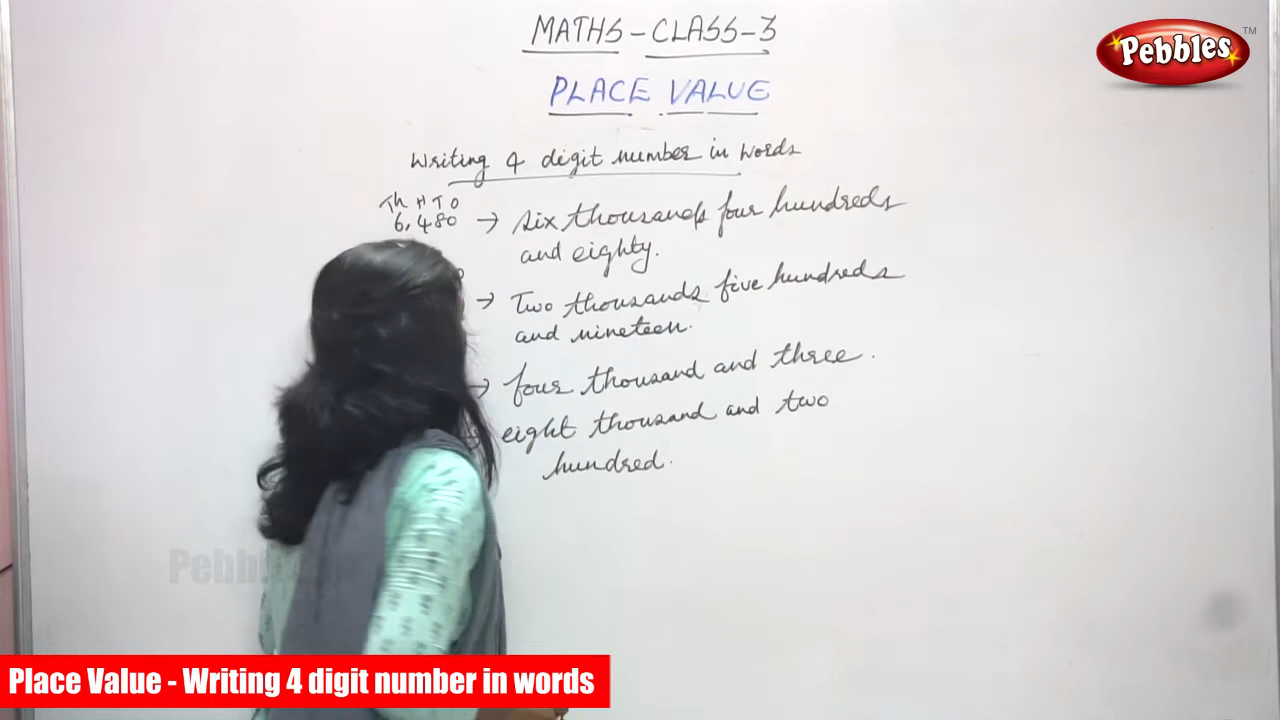 MATHS - CLASS-3
Pebbles TM
PLACE VALUE
Writing 4 digit number in words
Th H T O
6,480 → six thousands four hundreds
and eighty.
→ Two thousands five hundreds
and nineteen.
→ four thousand and three.
eight thousand and two
hundred.
Pebbl
Place Value - Writing 4 digit number in words